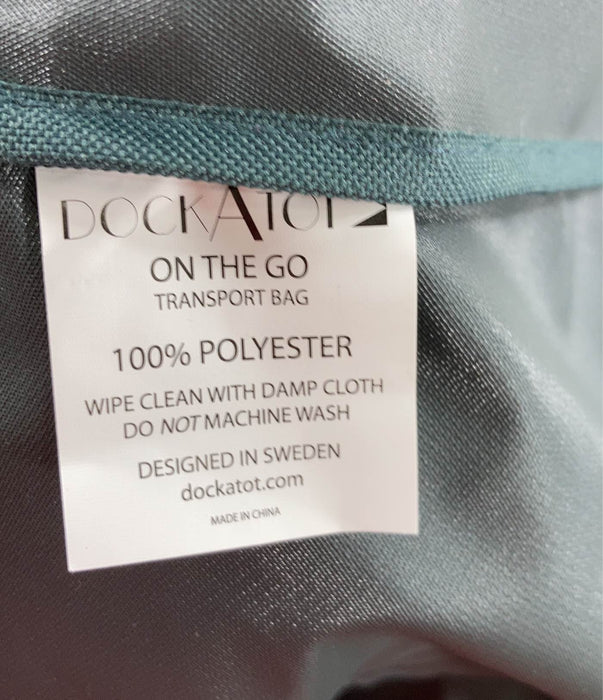 DOCKATOT
ON THE GO
TRANSPORT BAG
100% POLYESTER
WIPE CLEAN WITH DAMP CLOTH
DO NOT MACHINE WASH
DESIGNED IN SWEDEN
dockatot.com
MADE IN CHINA